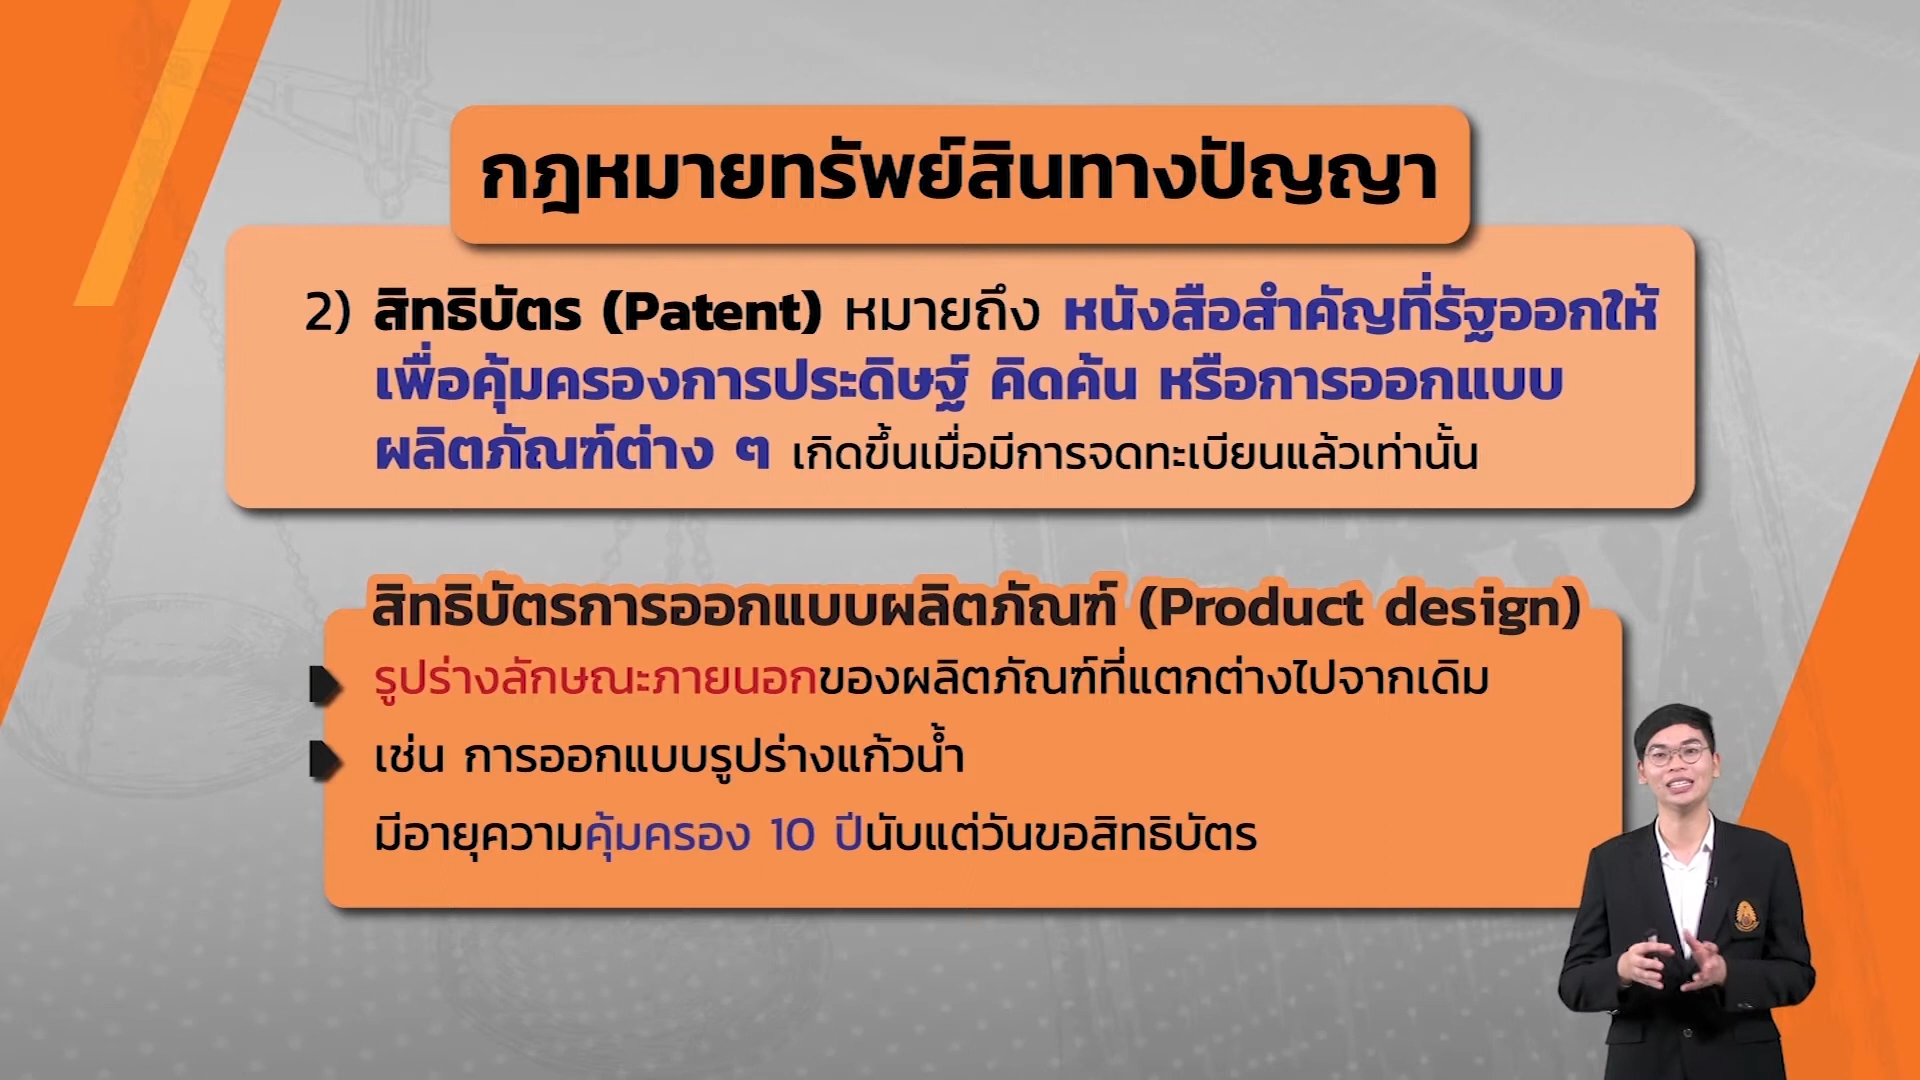 กฎหมายทรัพย์สินทางปัญญา
2) สิทธิบัตร (Patent) หมายถึง หนังสือสำคัญที่รัฐออกให้
เพื่อคุ้มครองการประดิษฐ์ คิดค้น หรือการออกแบบ
ผลิตภัณฑ์ต่าง ๆ เกิดขึ้นเมื่อมีการจดทะเบียนแล้วเท่านั้น
สิทธิบัตรการออกแบบผลิตภัณฑ์ (Product design)
รูปร่างลักษณะภายนอกของผลิตภัณฑ์ที่แตกต่างไปจากเดิม
เช่น การออกแบบรูปร่างแก้วน้ำ
มีอายุความคุ้มครอง 10 ปีนับแต่วันขอสิทธิบัตร